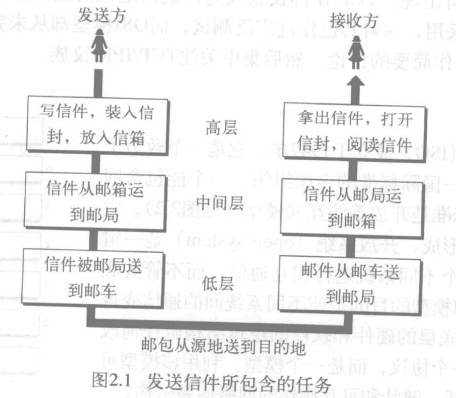 发送方
接收方
写信件，装入信
封，放入信箱
高层
拿出信件，打开
信封，阅读信件
信件从邮箱运
到邮局
中间层
信件从邮局运
到邮箱
信件被邮局送
到邮车
低层
邮件从邮车送
到邮局
邮包从源地送到目的地
图2.1 发送信件所包含的任务